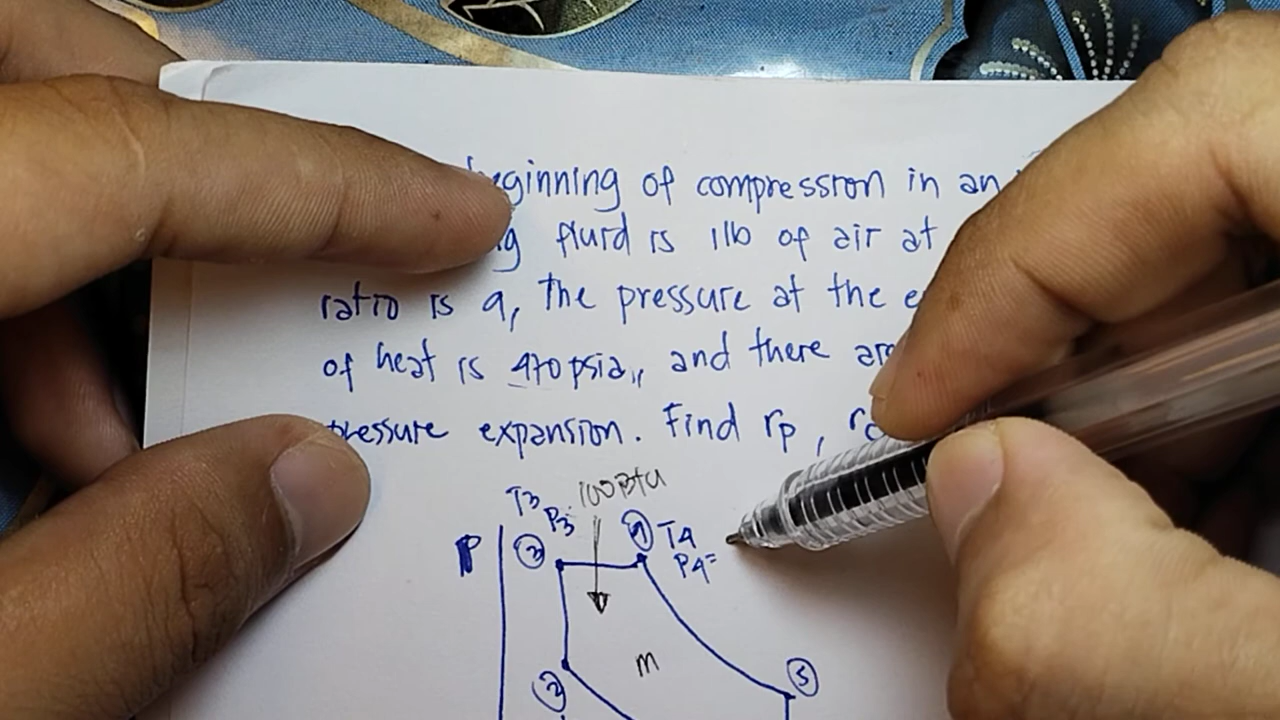 beginning of compression in an
fluid is 1lb of air at
ratio is 9, the pressure at the
of heat is 470 psia,, and there are
pressure expansion. Find rp,
T3 100 Btu
P3
P ③ ④ T4
P4=
m
② ⑤